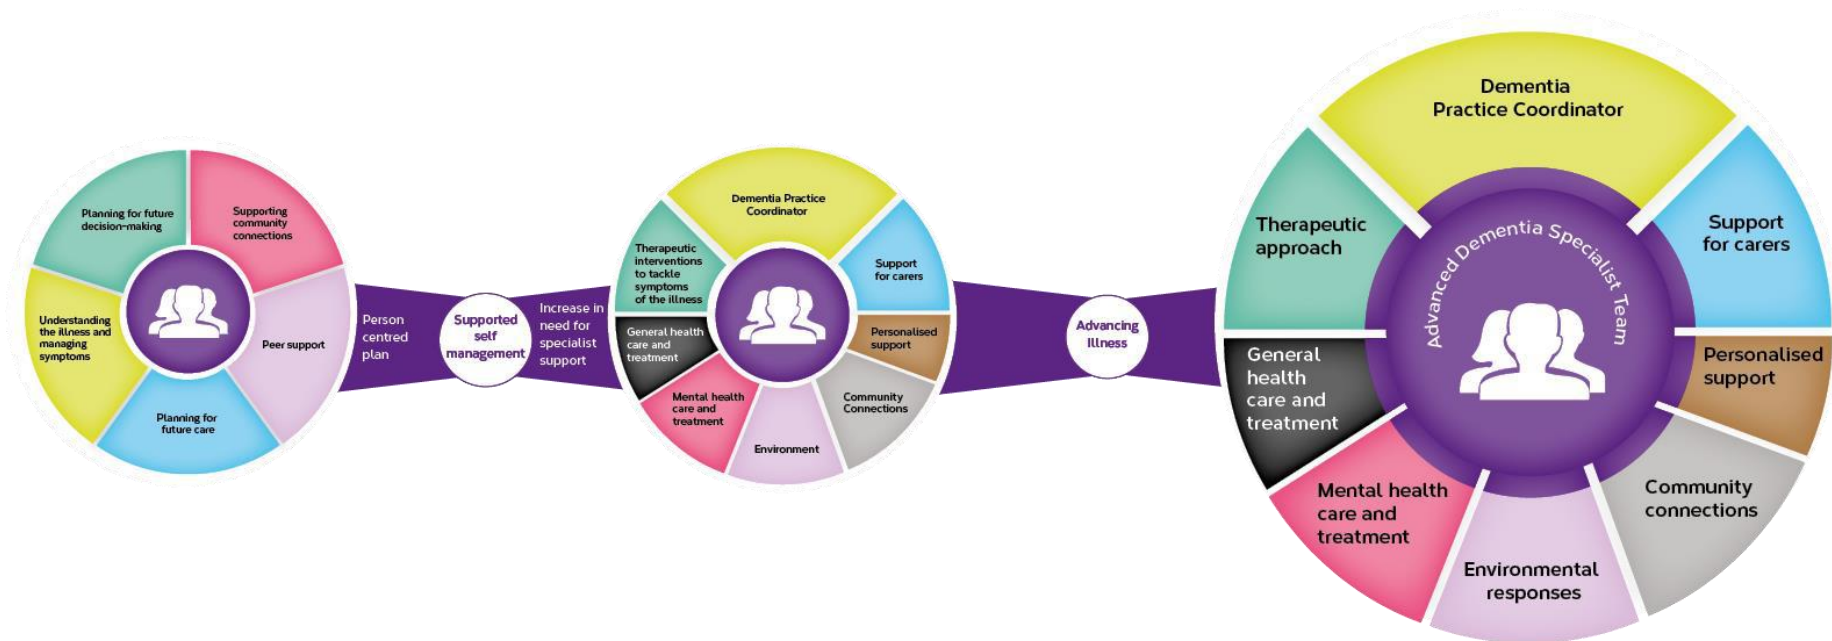 Planning for future
decision-making
Supporting
community
connections
Understanding
the illness and
managing
symptoms
Peer support
Planning for
future care
Person
centred
plan
Supported
self
management
Increase in
need for
specialist
support
Dementia Practice
Coordinator
Therapeutic
interventions
to tackle
symptoms
of the illness
Support
for carers
General health
care and
treatment
Personalised
support
Mental health
care and
treatment
Community
Connections
Environment
Advancing
Illness
Dementia
Practice Coordinator
Therapeutic
approach
Support
for carers
Advanced Dementia Specialist Team
General
health
care and
treatment
Personalised
support
Mental health
care and
treatment
Community
connections
Environmental
responses